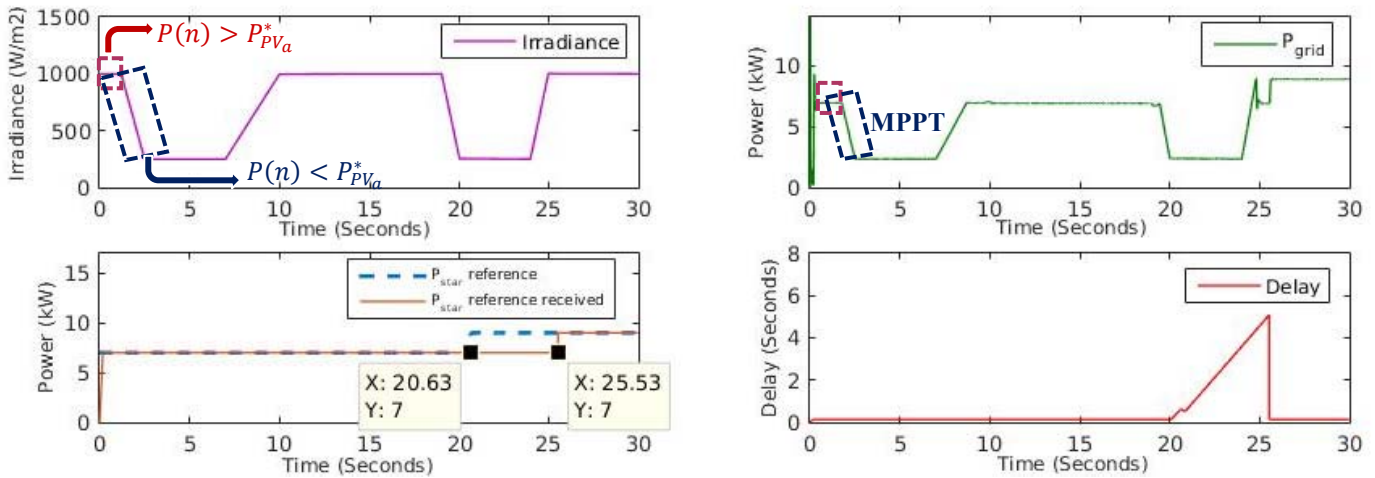 Irradiance (W/m2)
1500
1000
500
0
P(n) > P*PVa
Irradiance
P(n) < P*PVa
0 5 10 15 20 25 30
Time (Seconds)
Power (kW)
10
5
0
P grid
MPPT
0 5 10 15 20 25 30
Time (Seconds)
Power (kW)
15
10
5
0
P star reference
P star reference received
X: 20.63
Y: 7
X: 25.53
Y: 7
0 5 10 15 20 25 30
Time (Seconds)
Delay (Seconds)
8
6
4
2
0
Delay
0 5 10 15 20 25 30
Time (Seconds)